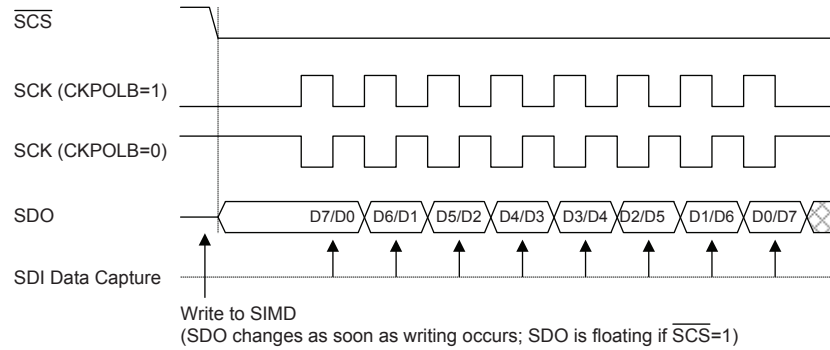 SCS
SCK (CKPOLB=1)
SCK (CKPOLB=0)
SDO
D7/D0 D6/D1 D5/D2 D4/D3 D3/D4 D2/D5 D1/D6 D0/D7
SDI Data Capture
Write to SIMD
(SDO changes as soon as writing occurs; SDO is floating if SCS=1)